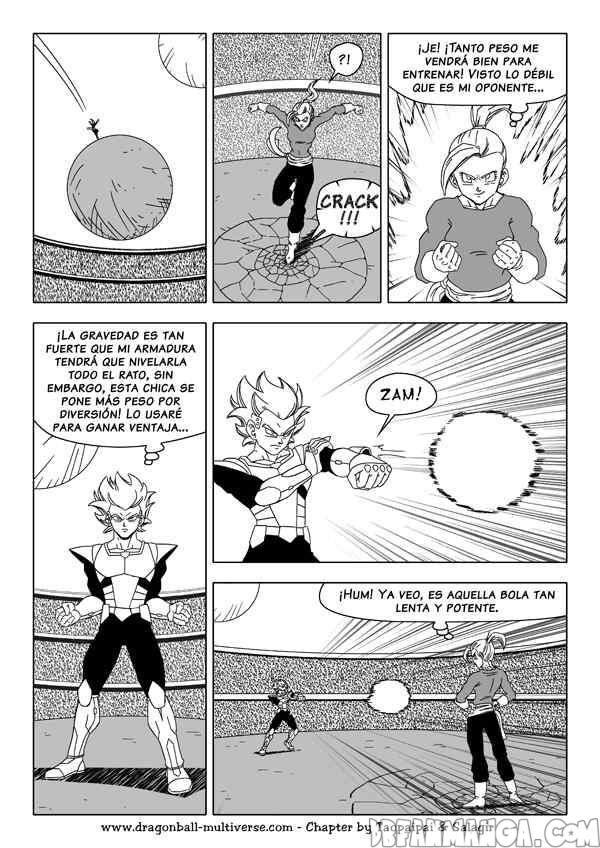 ?!
¡JE! ¡TANTO PESO ME
VENDRÁ BIEN PARA
ENTRENAR! VISTO LO DÉBIL
QUE ES MI OPONENTE...
CRACK
!!!
¡LA GRAVEDAD ES TAN
FUERTE QUE MI ARMADURA
TENDRÁ QUE NIVELARLA
TODO EL RATO, SIN
EMBARGO, ESTA CHICA SE
PONE MÁS PESO POR
DIVERSIÓN! LO USARÉ
PARA GANAR VENTAJA...
ZAM!
¡HUM! YA VEO, ES AQUELLA BOLA TAN
LENTA Y POTENTE.
www.dragonball-multiverse.com - Chapter by Taopaipai & Salagir
DBFANMANGA.COM